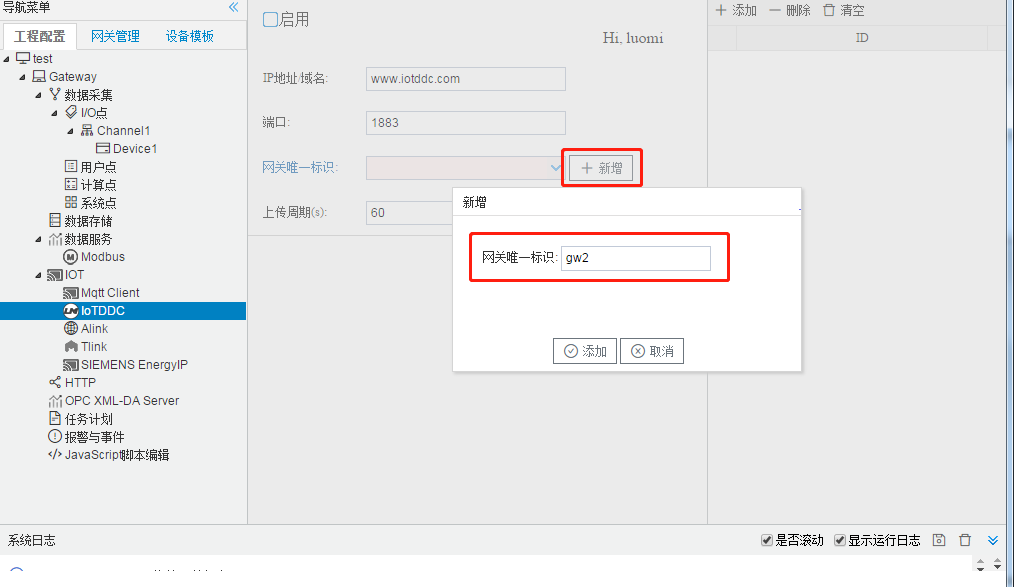 导航菜单
工程配置 网关管理 设备模板
test
Gateway
数据采集
I/O点
Channel1
Device1
用户点
计算点
系统点
数据存储
数据服务
Modbus
IOT
Mqtt Client
IoTDDC
Alink
Tlink
SIEMENS EnergyIP
HTTP
OPC XML-DA Server
任务计划
报警与事件
JavaScript脚本编辑
启用
Hi, luomi
IP地址域名: www.iotddc.com
端口: 1883
网关唯一标识: 新增
上传周期(s): 60
新增
网关唯一标识: gw2
添加 取消
添加 删除 清空
ID
系统日志 是否滚动 显示运行日志